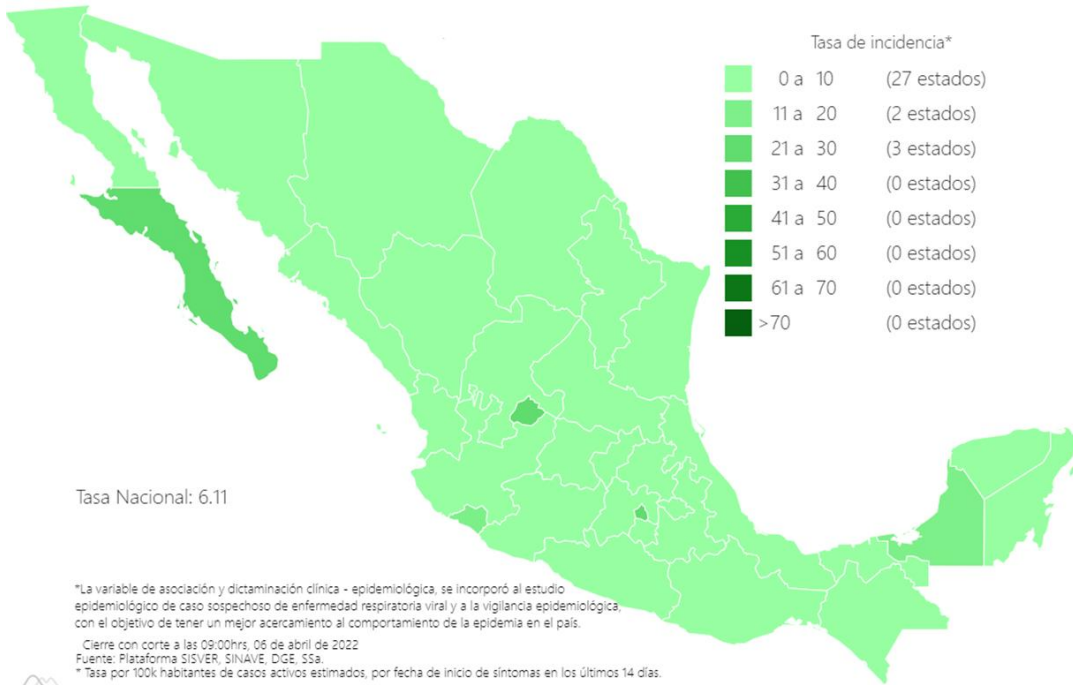 Tasa de incidencia*
0 a 10 (27 estados)
11 a 20 (2 estados)
21 a 30 (3 estados)
31 a 40 (0 estados)
41 a 50 (0 estados)
51 a 60 (0 estados)
61 a 70 (0 estados)
>70 (0 estados)
Tasa Nacional: 6.11
*La variable de asociación y dictaminación clínica - epidemiológica, se incorporó al estudio
epidemiológico de caso sospechoso de enfermedad respiratoria viral y a la vigilancia epidemiológica,
con el objetivo de tener un mejor acercamiento al comportamiento de la epidemia en el país.
Cierre con corte a las 09:00hrs, 06 de abril de 2022
Fuente: Plataforma SISVER, SINAVE, DGE, SSa.
* Tasa por 100k habitantes de casos activos estimados, por fecha de inicio de síntomas en los últimos 14 días.